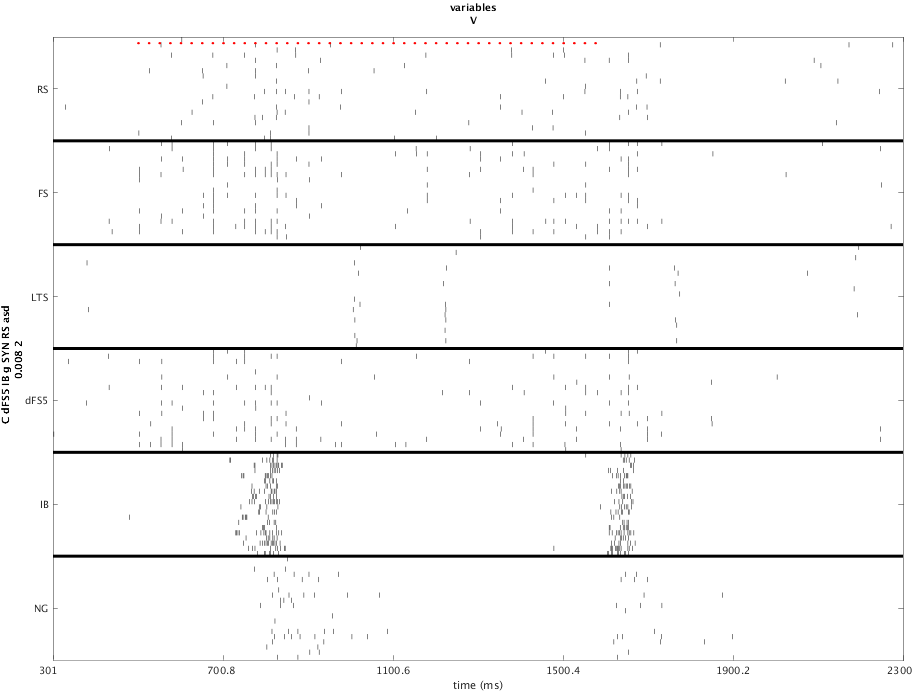 variables
V
C dFS5 IB g SYN RS asd
0.008 2
RS
FS
LTS
dFS5
IB
NG
301
700.8
1100.6
1500.4
1900.2
2300
time (ms)